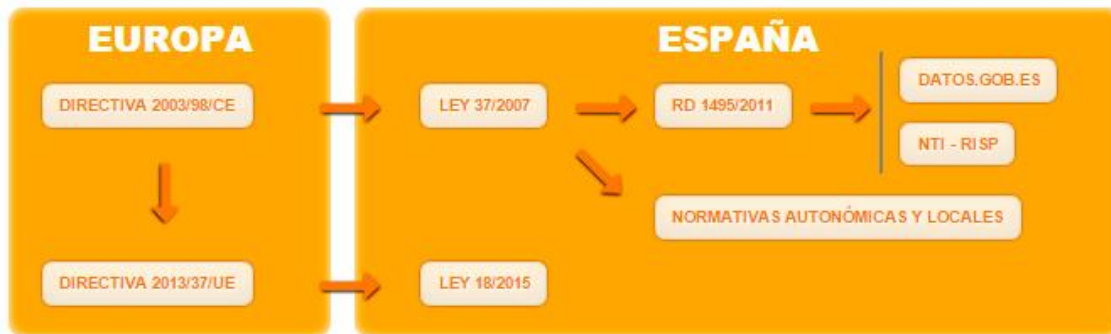 EUROPA
DIRECTIVA 2003/98/CE
DIRECTIVA 2013/37/UE
ESPAÑA
LEY 37/2007
RD 1495/2011
DATOS.GOB.ES
NTI - RISP
NORMATIVAS AUTONÓMICAS Y LOCALES
LEY 18/2015